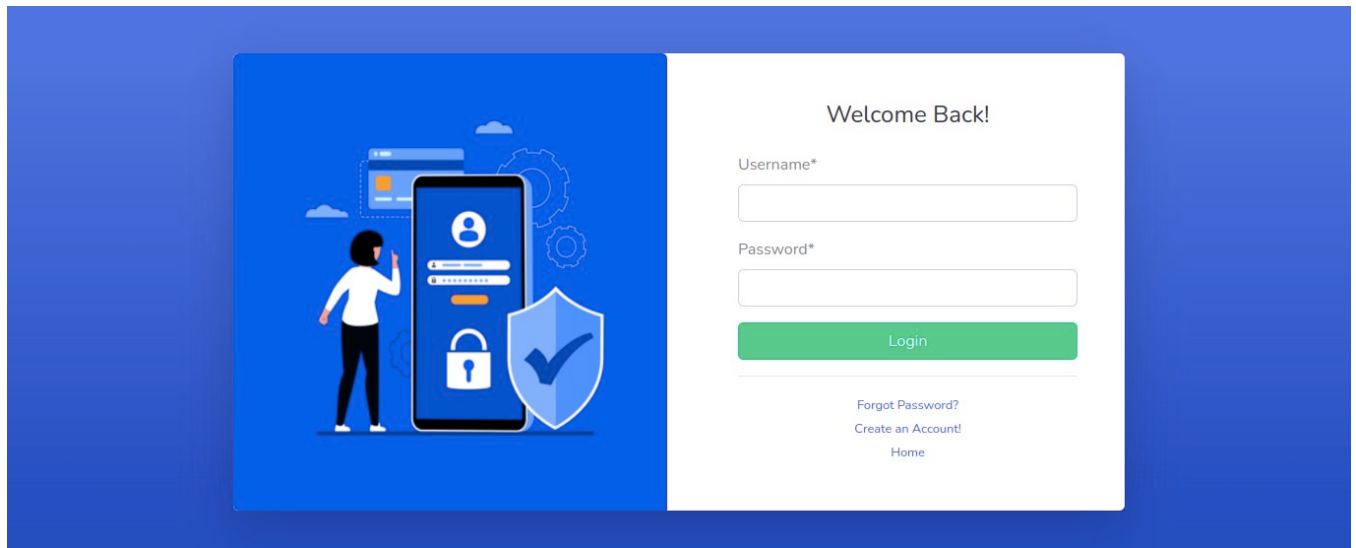 Welcome Back!
Username*
Password*
Login
Forgot Password?
Create an Account!
Home